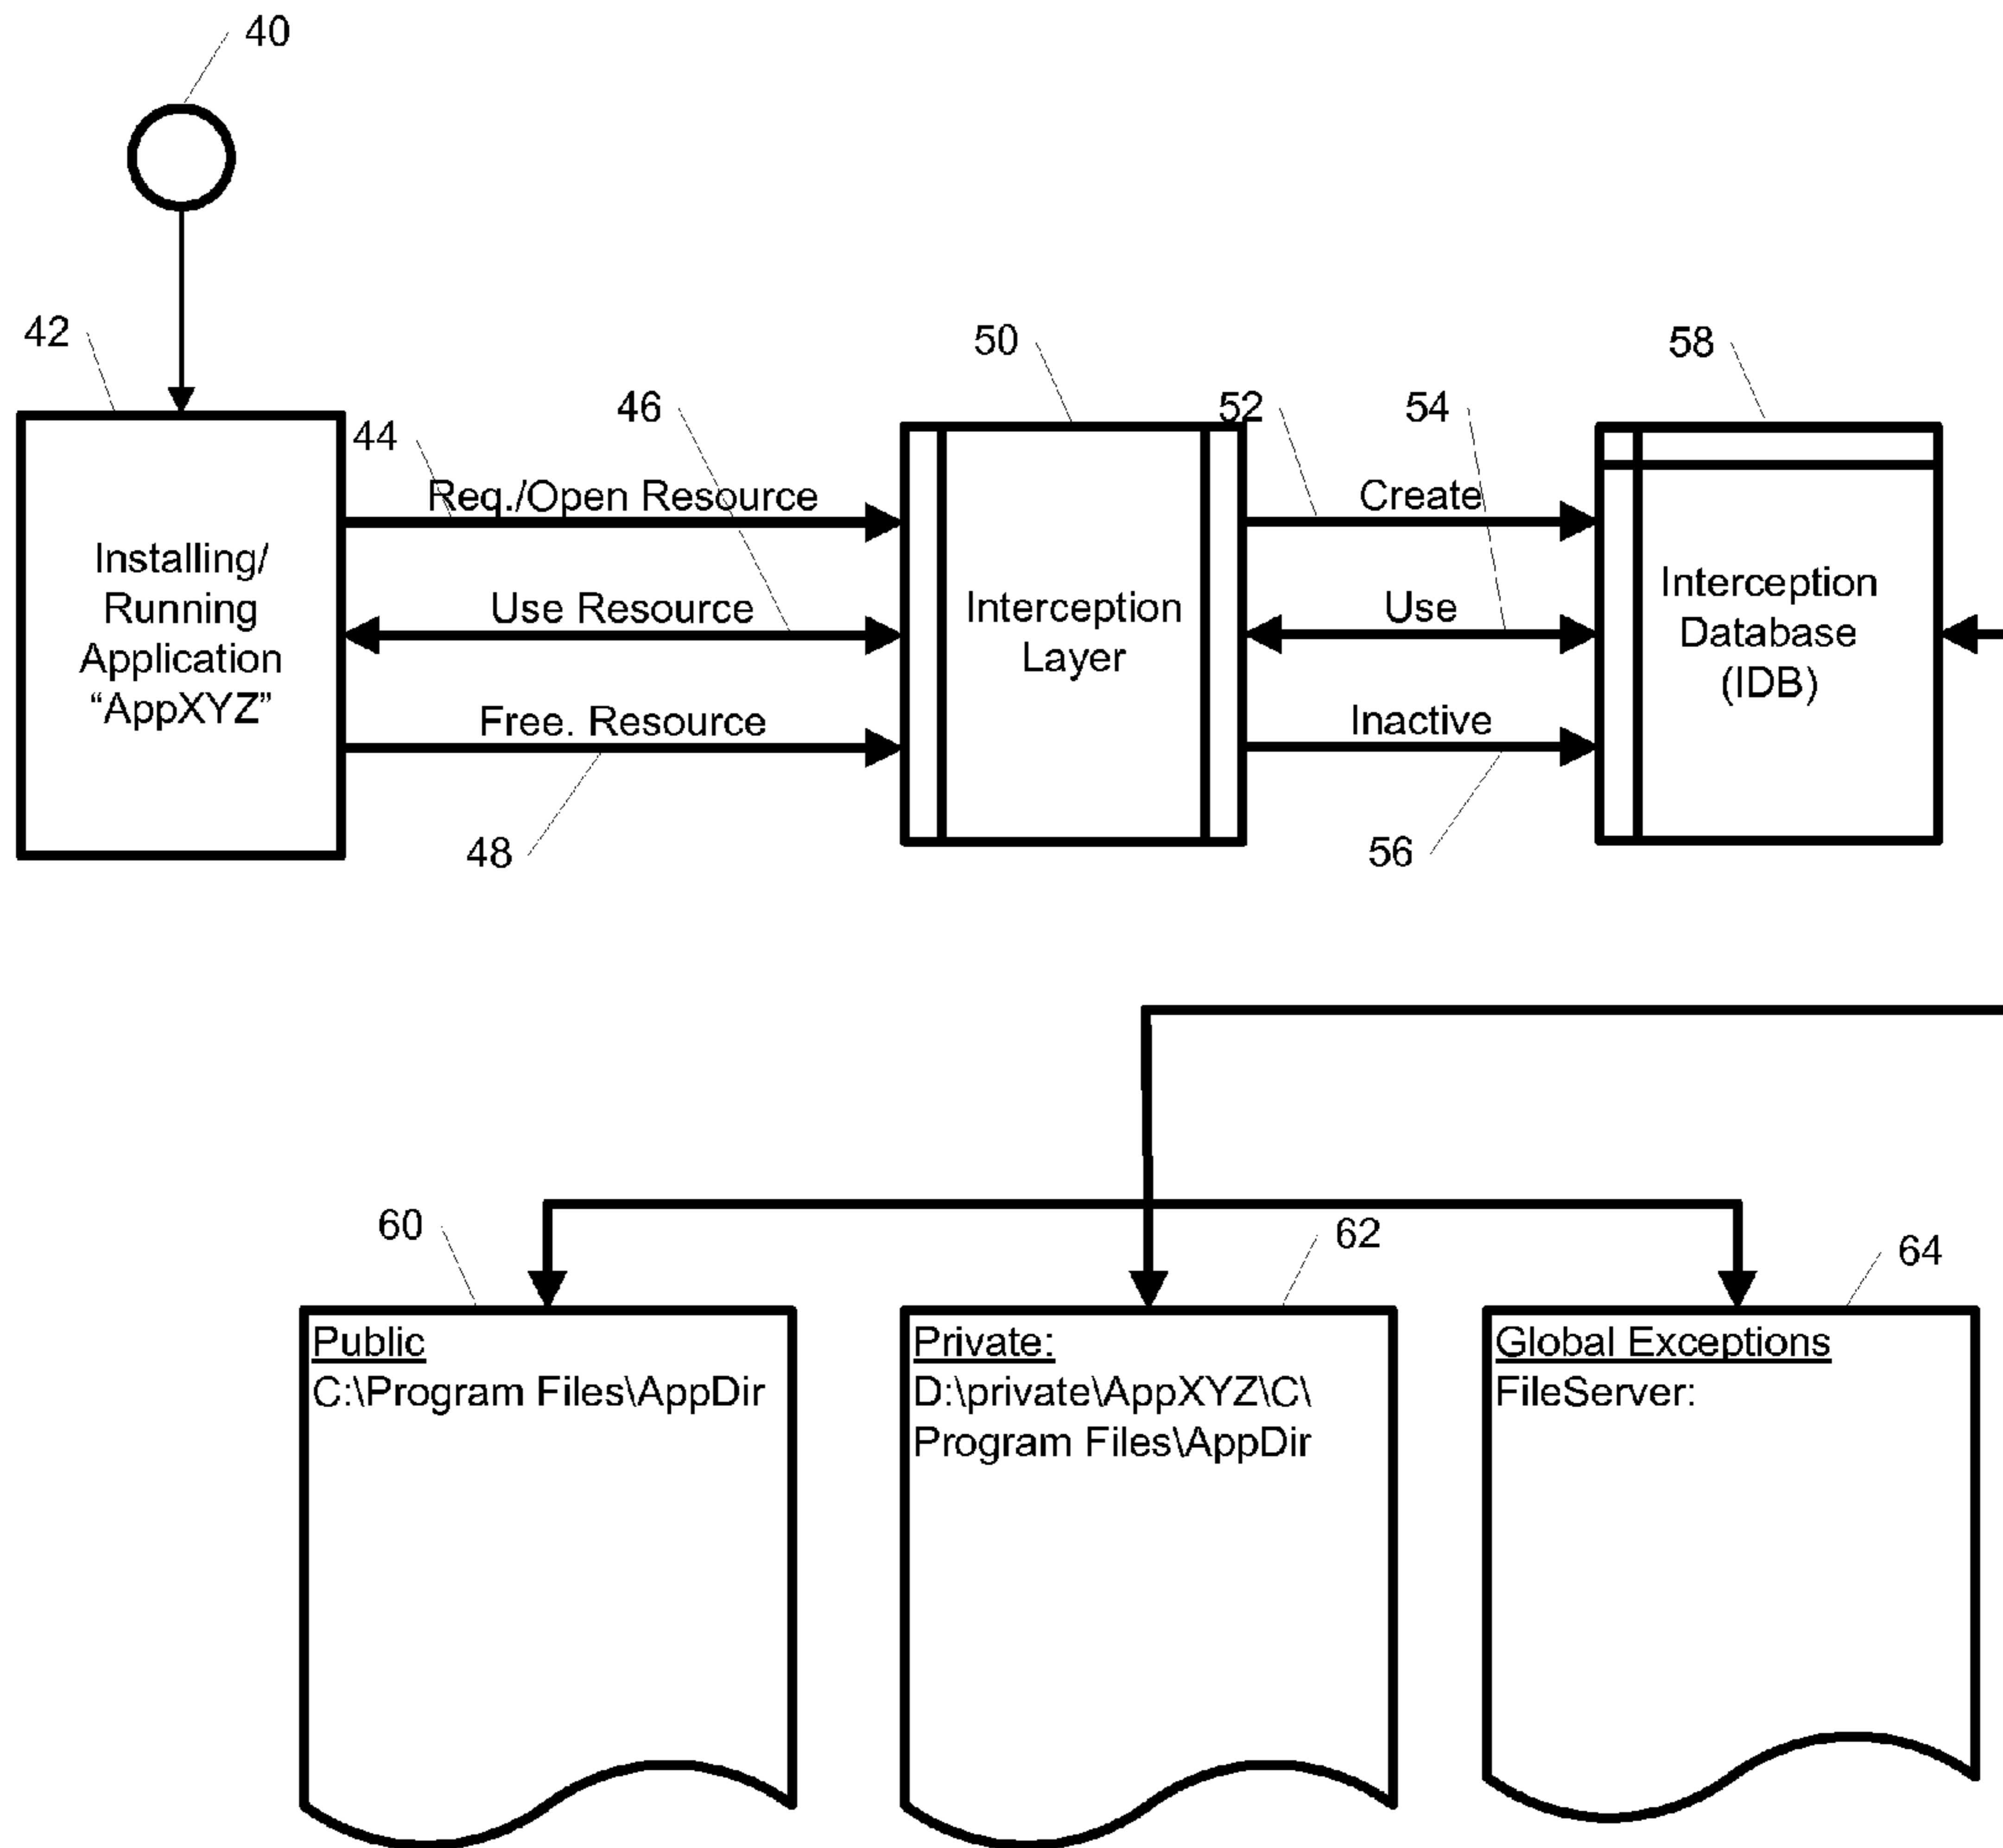 40
42
50
58
46
52
54
44
Req./Open Resource
Create
Installing/
Running
Application
“AppXYZ”
Use Resource
Interception
Layer
Use
Interception
Database
(IDB)
Free. Resource
Inactive
48
56
60
62
64
Public
C:\Program Files\AppDir
Private:
D:\private\AppXYZ\C\
Program Files\AppDir
Global Exceptions
FileServer: